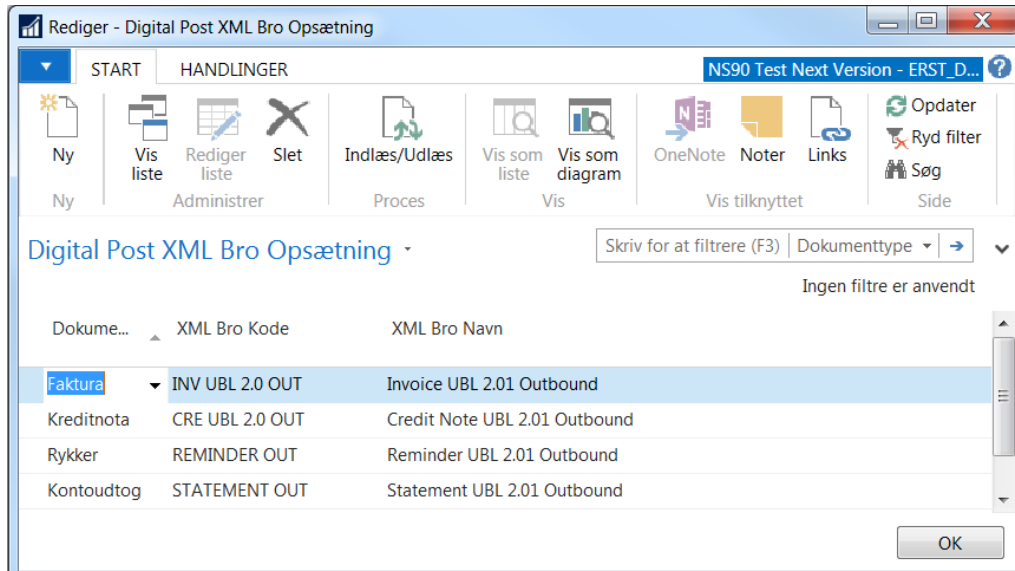 Rediger - Digital Post XML Bro Opsætning
START HANDLINGER NS90 Test Next Version - ERST_D...
Ny
Vis liste
Rediger liste
Slet
Indlæs/Udlæs
Vis som liste
Vis som diagram
OneNote
Noter
Links
Opdater
Ryd filter
Søg
Ny Administrer Proces Vis Vis tilknyttet Side
Digital Post XML Bro Opsætning
Skriv for at filtrere (F3) Dokumenttype
Ingen filtre er anvendt
Dokume... XML Bro Kode XML Bro Navn
Faktura INV UBL 2.0 OUT Invoice UBL 2.01 Outbound
Kreditnota CRE UBL 2.0 OUT Credit Note UBL 2.01 Outbound
Rykker REMINDER OUT Reminder UBL 2.01 Outbound
Kontoudtog STATEMENT OUT Statement UBL 2.01 Outbound
OK